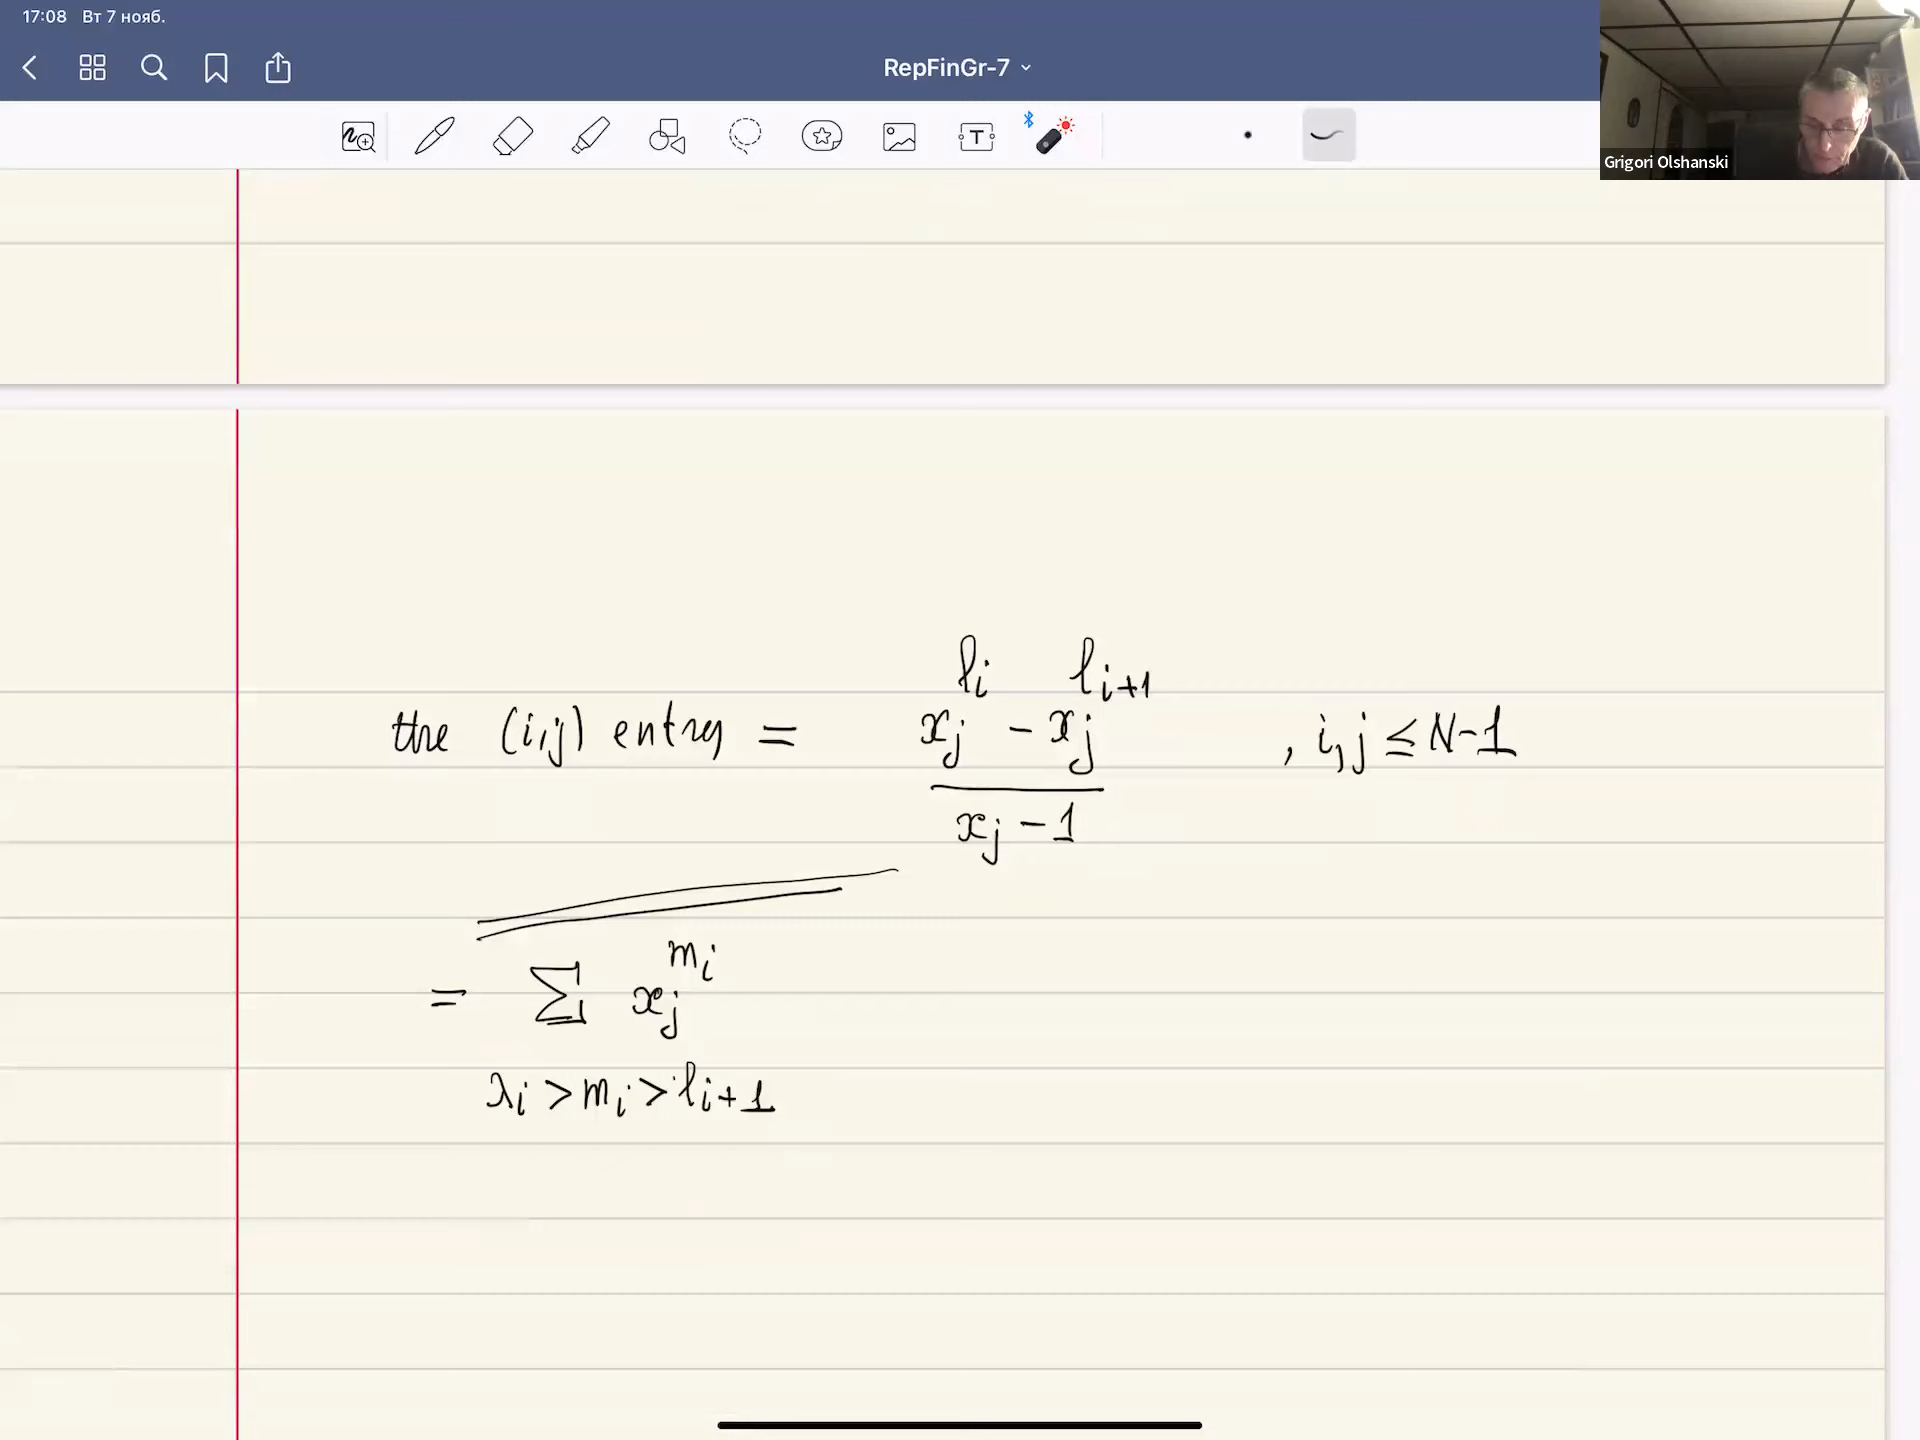 17:08 Вт 7 нояб.
RepFinGr-7
T
Grigori Olshanski
the (i,j) entry = (x_j^{l_i} - x_j^{l_{i+1}}) / (x_j - 1) , i,j ≤ N-1
= Σ x_j^{m_i}
λ_i > m_i > l_{i+1}